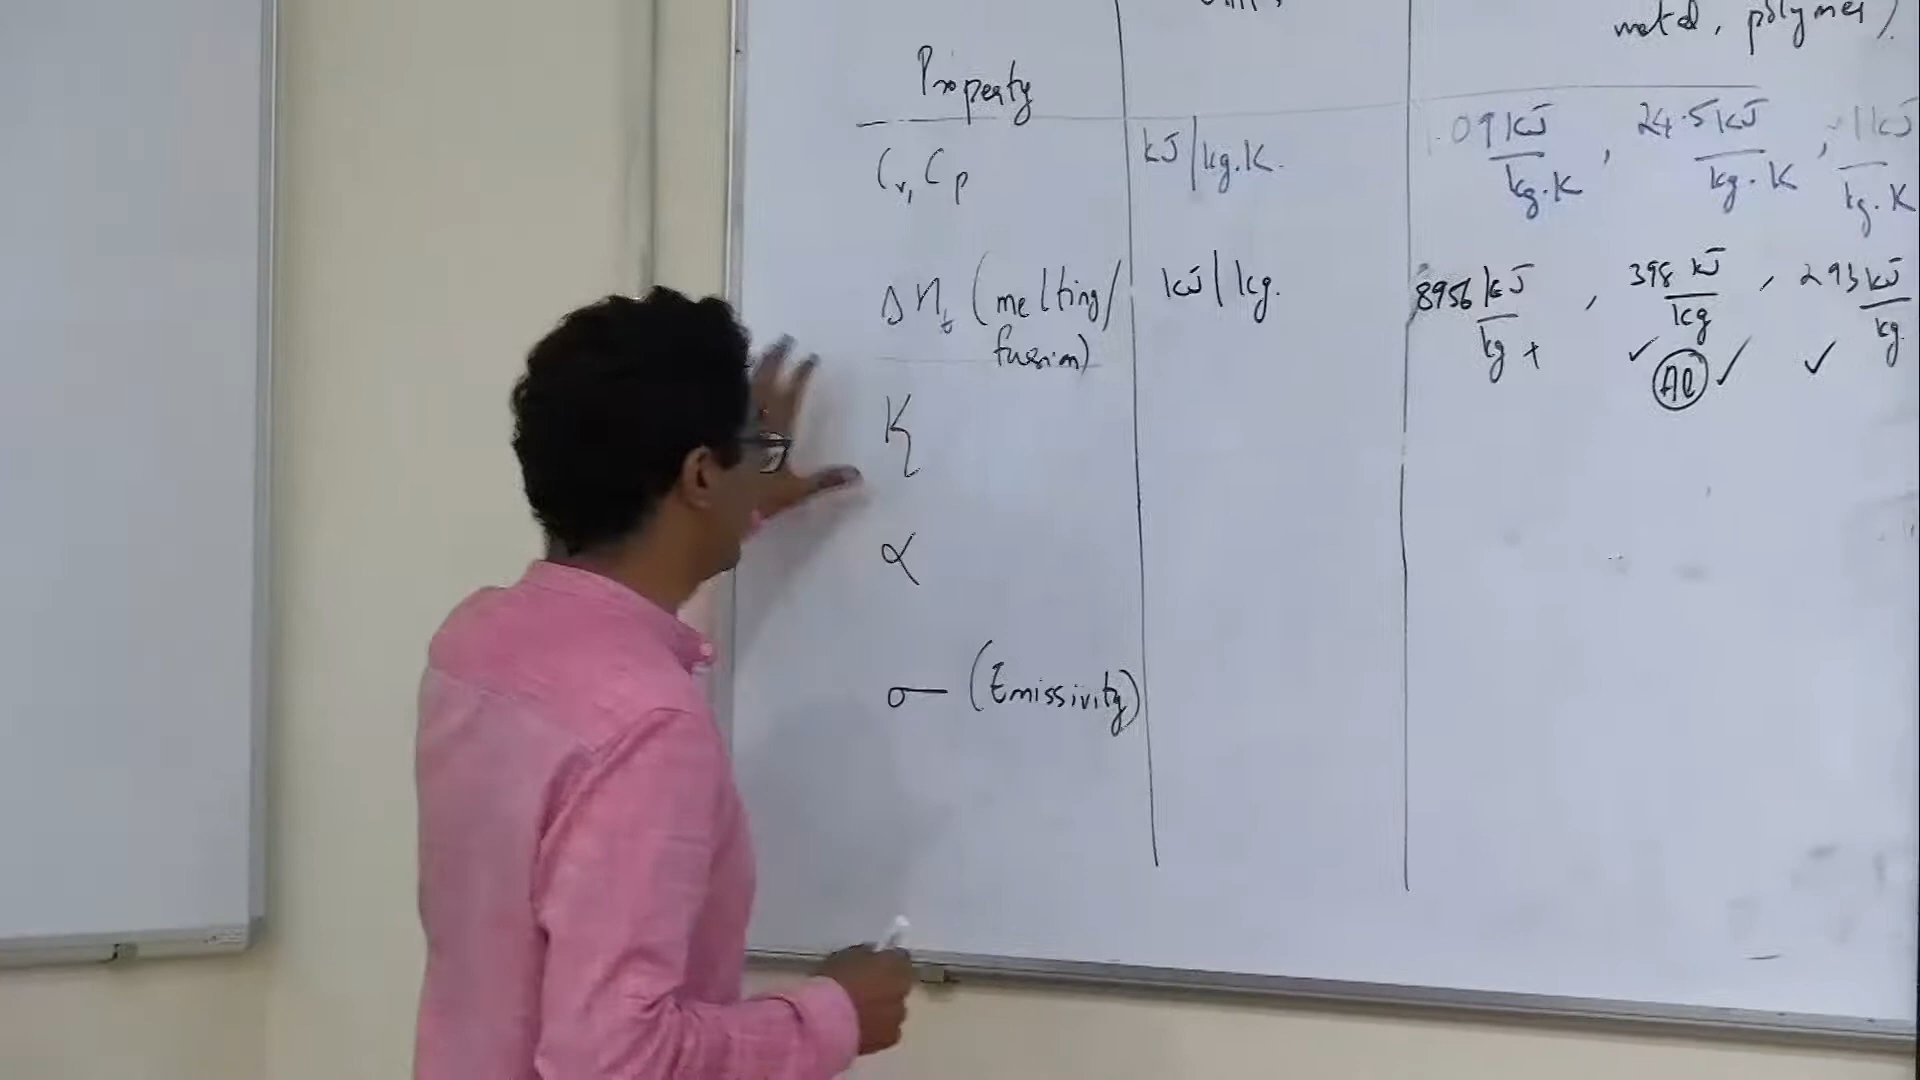 metal, polymer)
Property
Cv, Cp kJ/kg.K. .09 kJ/kg.K , 24.5 kJ/kg.K , 1 kJ/kg.K
ΔHt (melting/ kJ/kg. 8956 kJ/kg + , 398 kJ/kg ✓ , 293 kJ/kg ✓
fusion) Al ✓
K
α
σ (Emissivity)